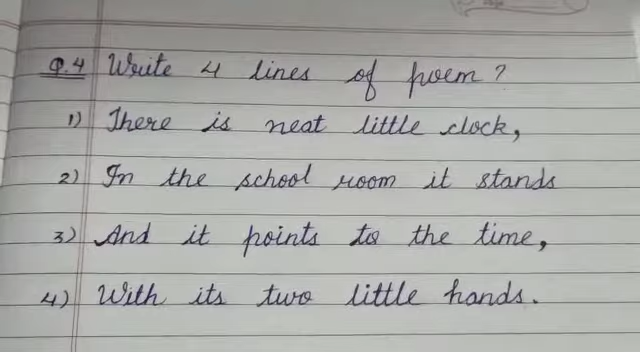 Q.4 Write 4 lines of poem?
1) There is neat little clock,
2) In the school room it stands
3) And it points to the time,
4) With its two little hands.